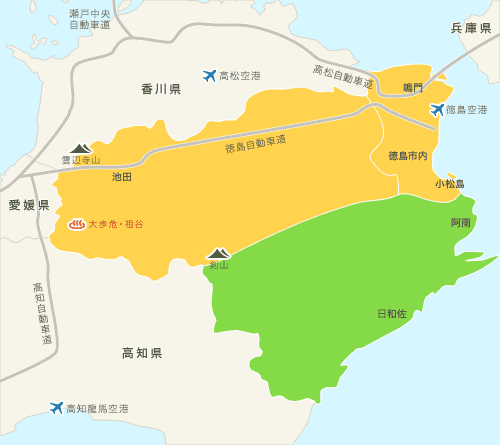 瀬戸中央
自動車道
兵庫県
高松空港
高松自動車道
香川県
鳴門
徳島空港
徳島自動車道
雲辺寺山
徳島市内
池田
小松島
愛媛県
大歩危・祖谷
阿南
剣山
高知自動車道
日和佐
高知県
高知龍馬空港